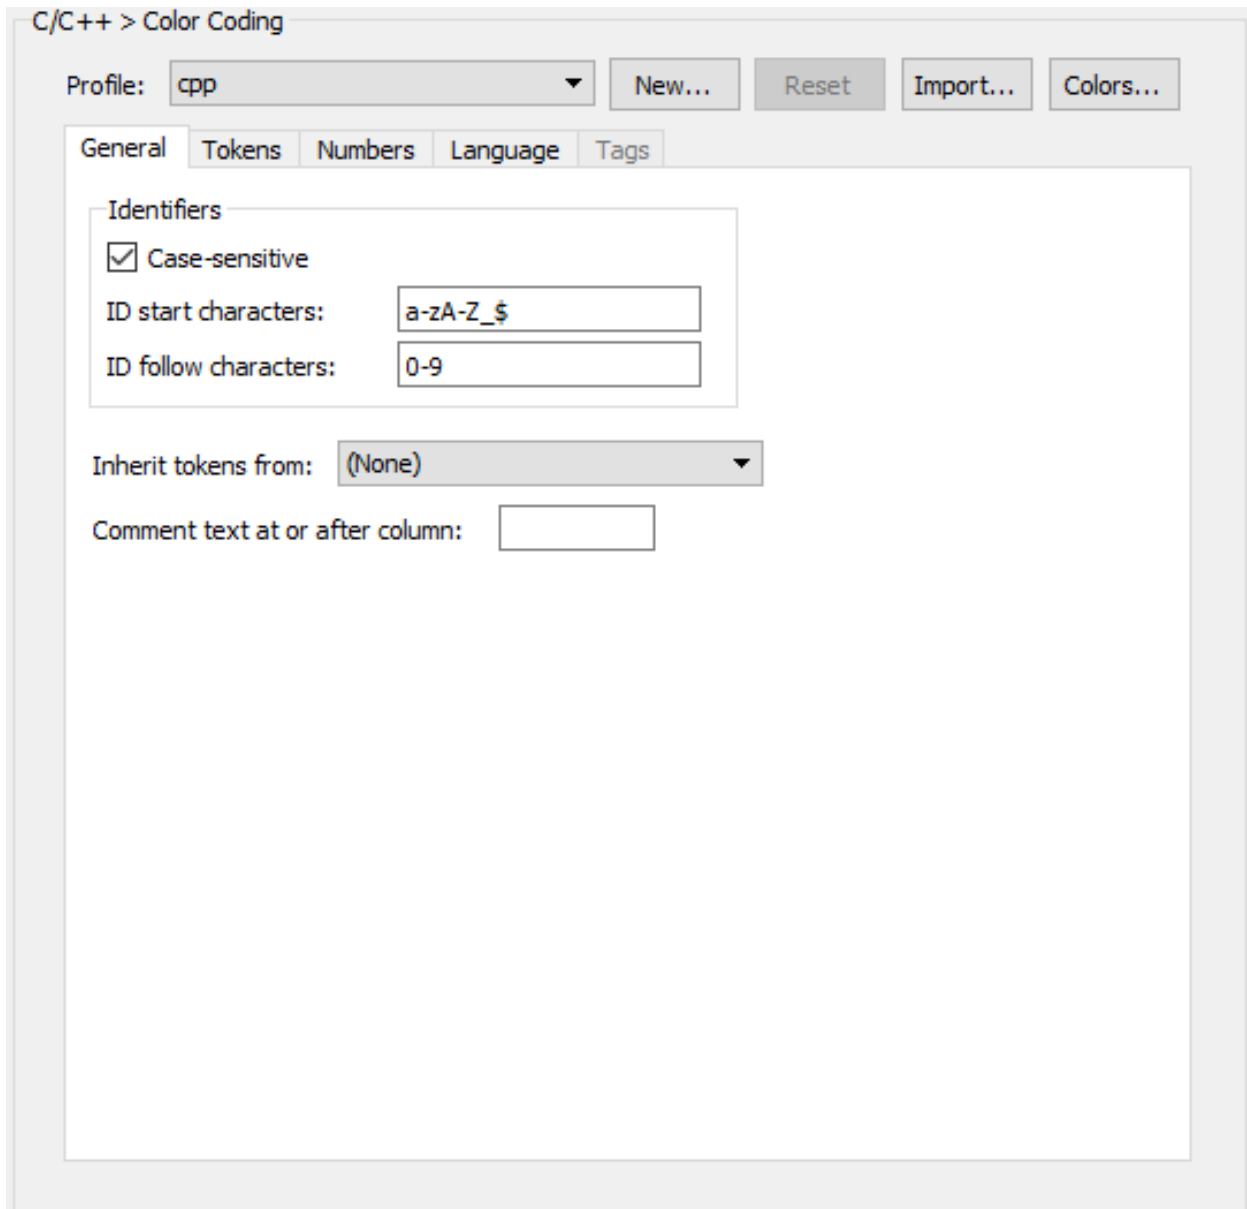 C/C++ > Color Coding
Profile: cpp New... Reset Import... Colors...
General Tokens Numbers Language Tags
Identifiers
Case-sensitive
ID start characters: a-zA-Z_$
ID follow characters: 0-9
Inherit tokens from: (None)
Comment text at or after column: